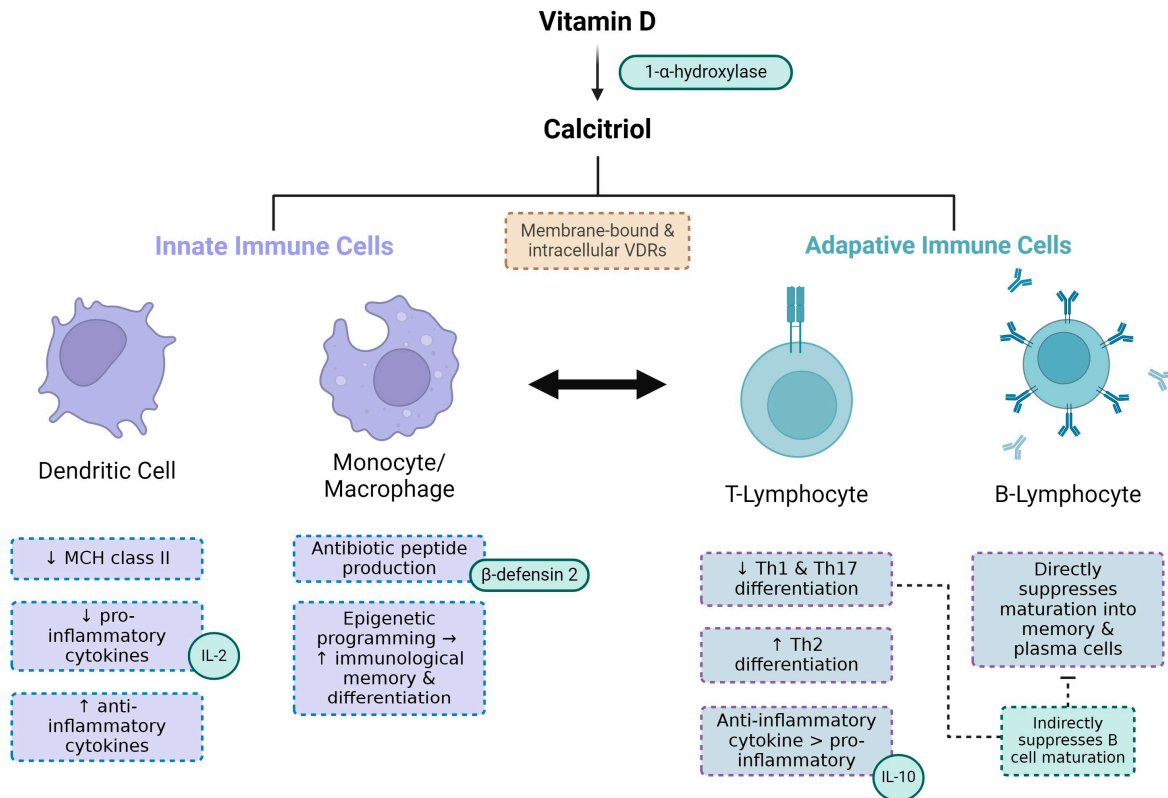 Vitamin D
1-α-hydroxylase
Calcitriol
Membrane-bound &
intracellular VDRs
Innate Immune Cells
Adapative Immune Cells
Dendritic Cell
Monocyte/
Macrophage
T-Lymphocyte
B-Lymphocyte
↓ MCH class II
↓ pro-
inflammatory
cytokines
IL-2
↑ anti-
inflammatory
cytokines
Antibiotic peptide
production
β-defensin 2
Epigenetic
programming →
↑ immunological
memory &
differentiation
↓ Th1 & Th17
differentiation
↑ Th2
differentiation
Anti-inflammatory
cytokine > pro-
inflammatory
IL-10
Directly
suppresses
maturation into
memory &
plasma cells
Indirectly
suppresses B
cell maturation